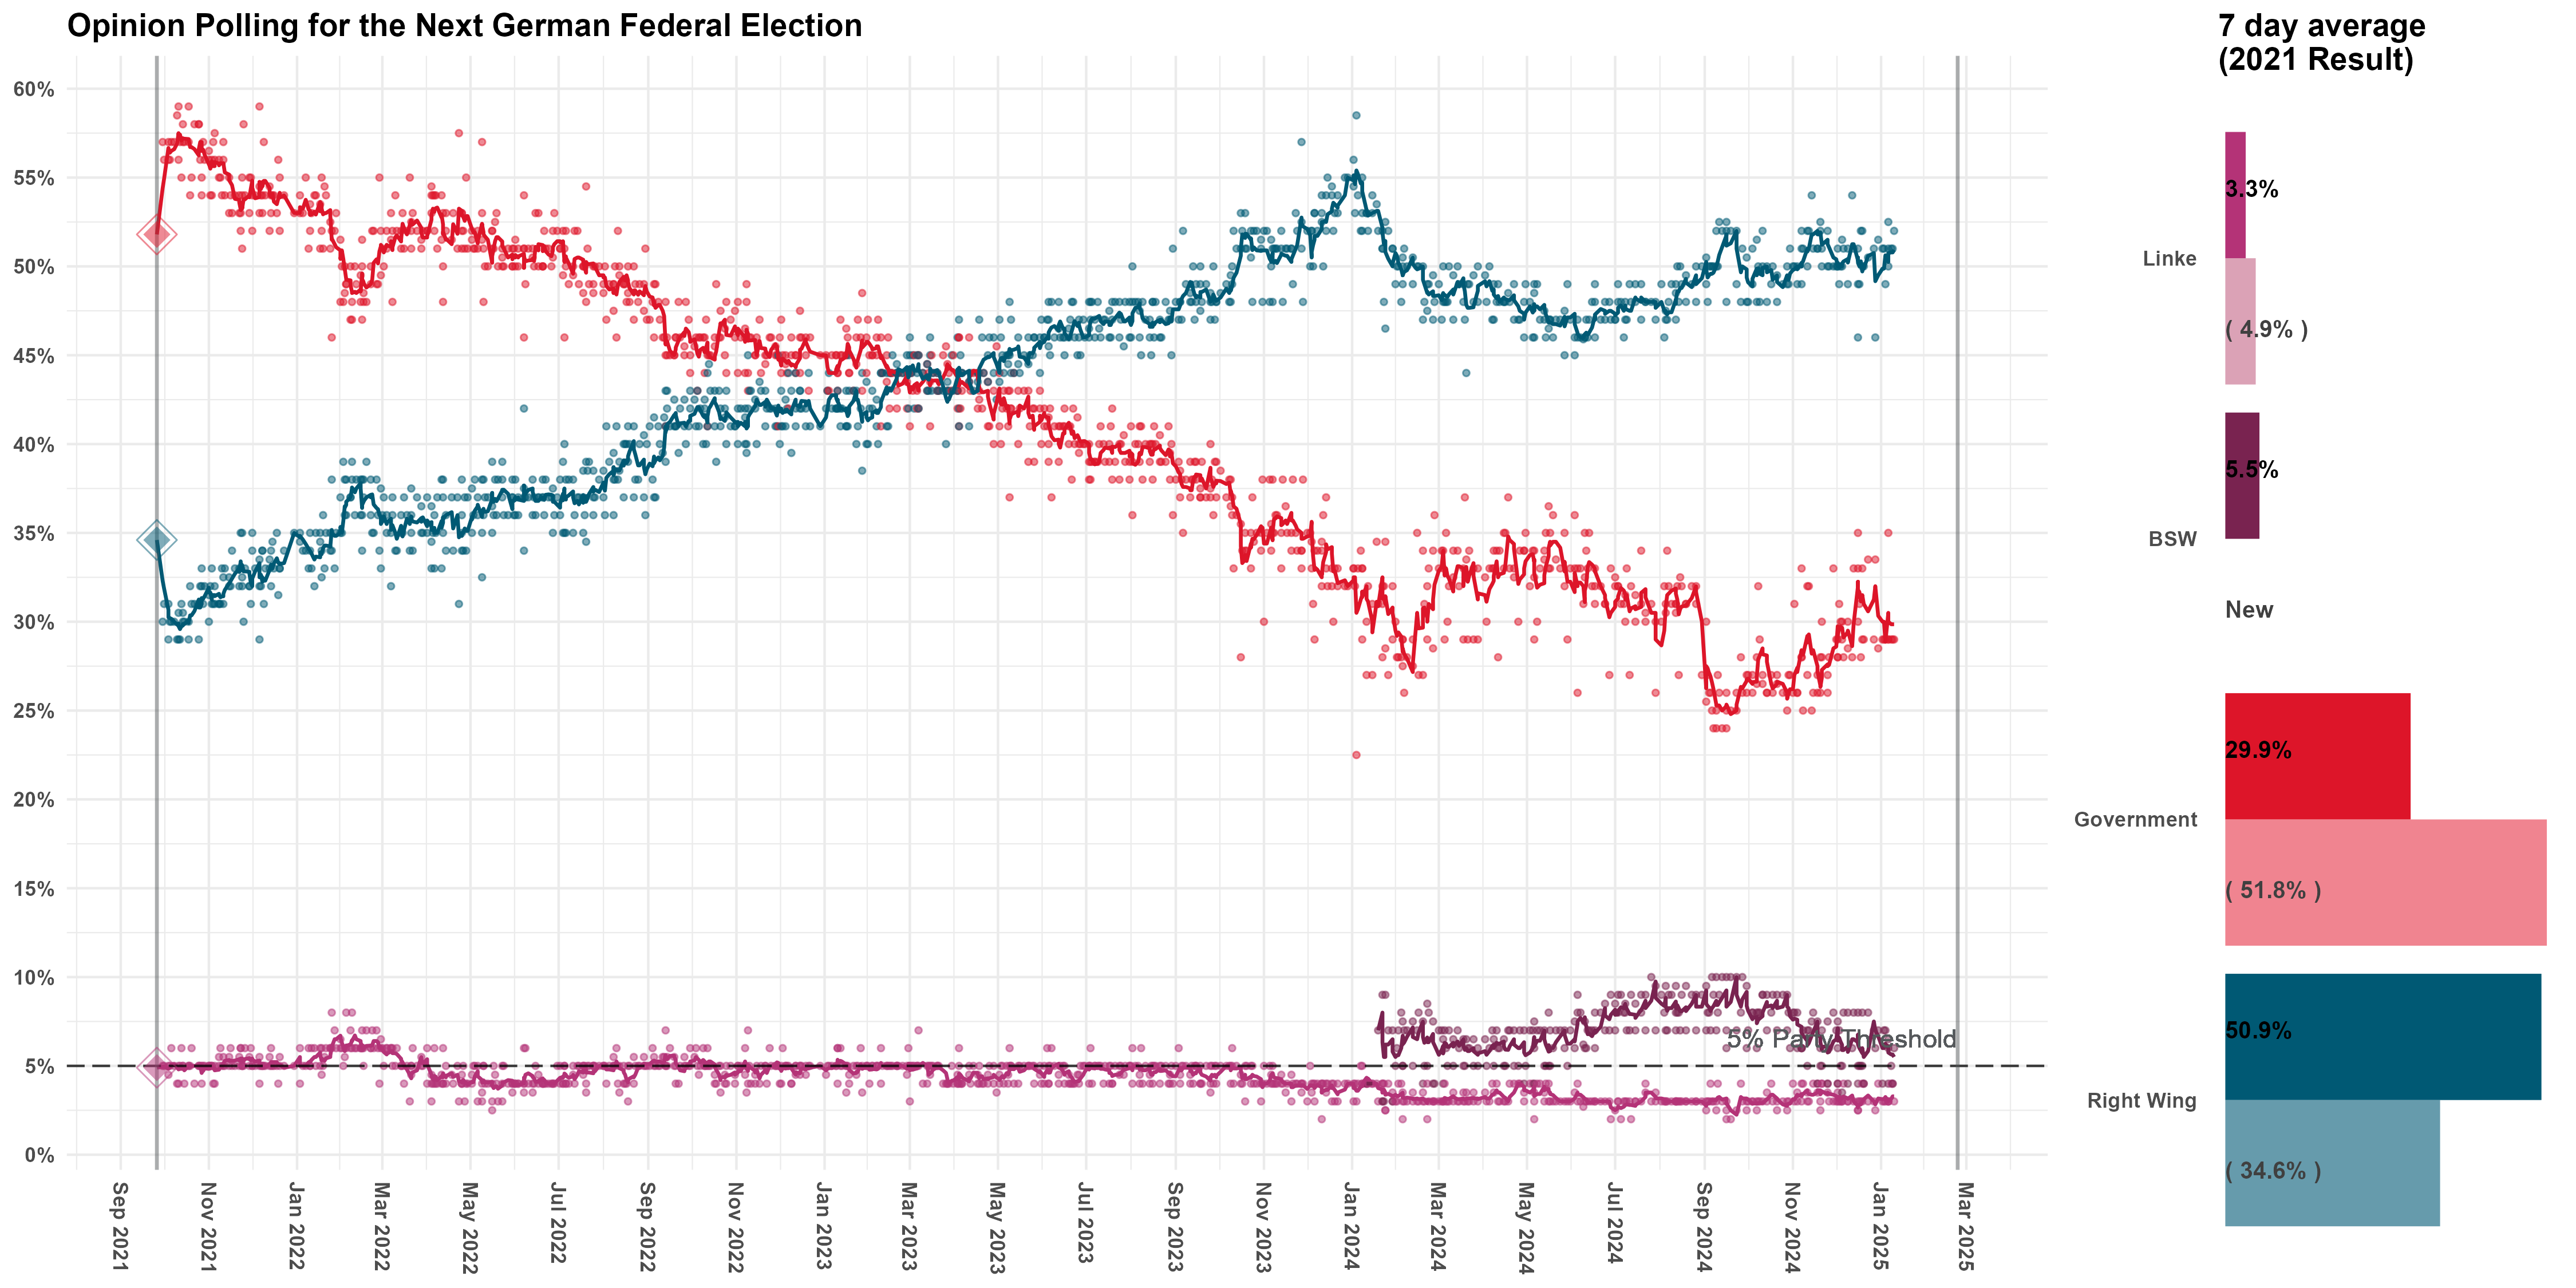 Opinion Polling for the Next German Federal Election
60%
55%
50%
45%
40%
35%
30%
25%
20%
15%
10%
5%
0%
5% Party Threshold
Sep 2021
Nov 2021
Jan 2022
Mar 2022
May 2022
Jul 2022
Sep 2022
Nov 2022
Jan 2023
Mar 2023
May 2023
Jul 2023
Sep 2023
Nov 2023
Jan 2024
Mar 2024
May 2024
Jul 2024
Sep 2024
Nov 2024
Jan 2025
Mar 2025
7 day average
(2021 Result)
Linke
3.3%
( 4.9% )
BSW
5.5%
New
Government
29.9%
( 51.8% )
Right Wing
50.9%
( 34.6% )